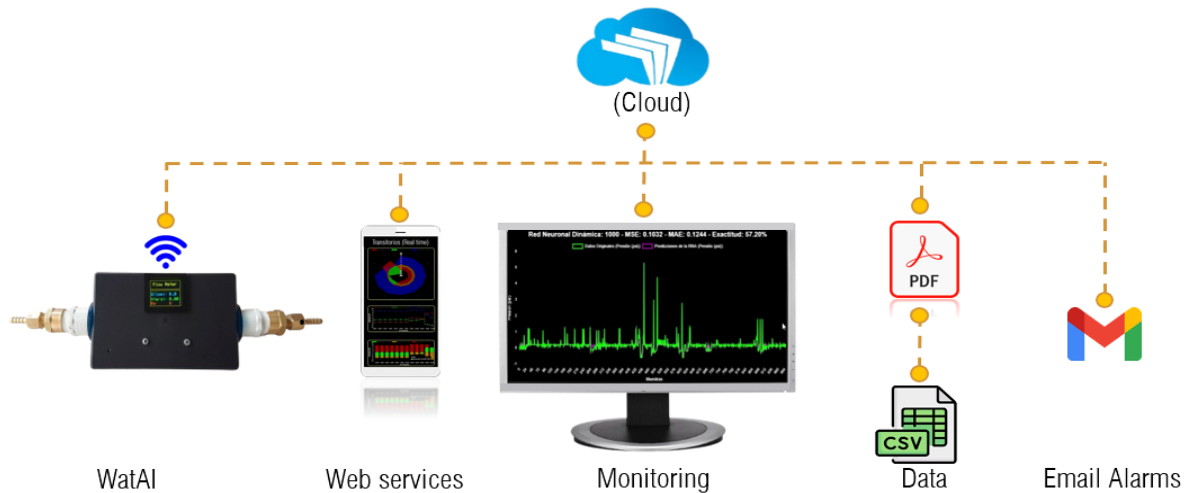 (Cloud)
Transitorios (Real time)
Flow Meter
Red Neuronal Dinámica: 1000 - MSE: 0.1032 - MAE: 0.1244 - Exactitud: 57.20%
Datos Originales (Presión (psi)) Predicciones de la RNA (Presión (psi))
Muestras
PDF
CSV
WatAI
Web services
Monitoring
Data
Email Alarms